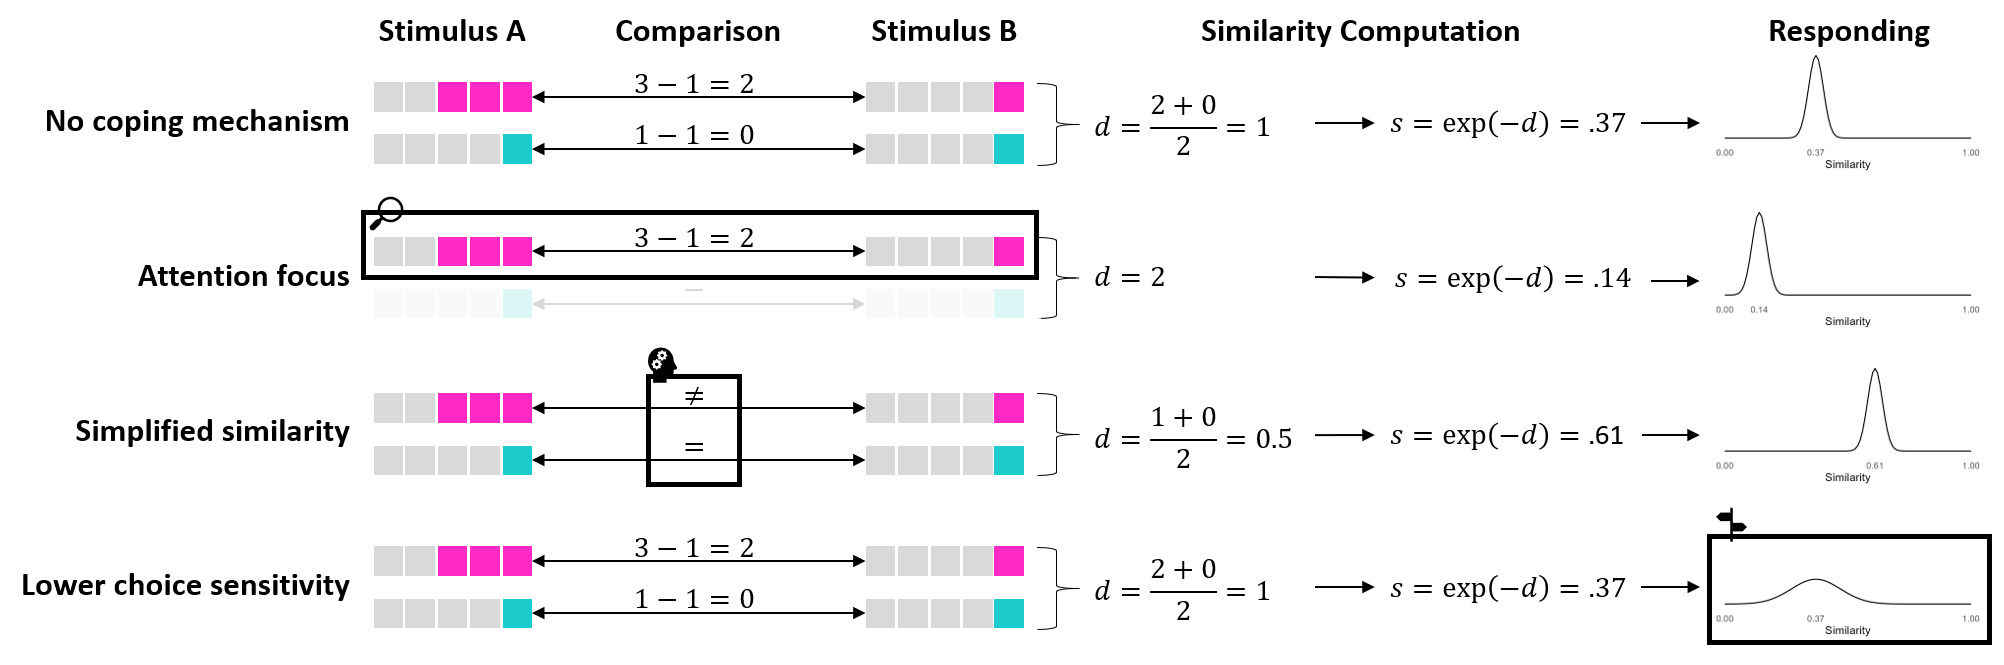 Stimulus A Comparison Stimulus B Similarity Computation Responding
No coping mechanism
3 − 1 = 2
1 − 1 = 0
d = (2 + 0)/2 = 1
s = exp(−d) = .37
0.00 0.37 1.00
Similarity
Attention focus
3 − 1 = 2
−
d = 2
s = exp(−d) = .14
0.00 0.14 1.00
Similarity
Simplified similarity
≠
=
d = (1 + 0)/2 = 0.5
s = exp(−d) = .61
0.00 0.61 1.00
Similarity
Lower choice sensitivity
3 − 1 = 2
1 − 1 = 0
d = (2 + 0)/2 = 1
s = exp(−d) = .37
0.00 0.37 1.00
Similarity